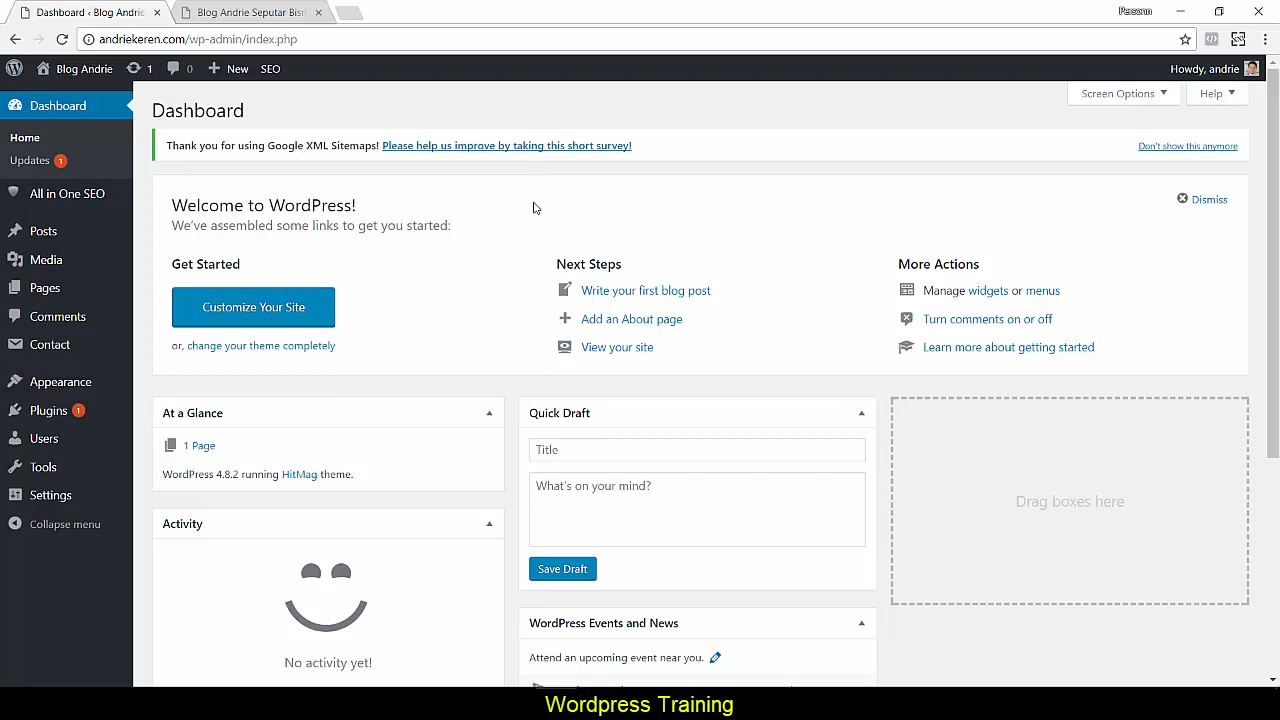 Dashboard ‹ Blog Andrie
Blog Andrie Seputar Bisn
Personn
andriekeren.com/wp-admin/index.php
Blog Andrie
1
0
New
SEO
Howdy, andrie
Dashboard
Home
Updates 1
All in One SEO
Posts
Media
Pages
Comments
Contact
Appearance
Plugins 1
Users
Tools
Settings
Collapse menu
Screen Options
Help
Dashboard
Thank you for using Google XML Sitemaps! Please help us improve by taking this short survey!
Don't show this anymore
Welcome to WordPress!
We've assembled some links to get you started:
Dismiss
Get Started
Customize Your Site
or, change your theme completely
Next Steps
Write your first blog post
Add an About page
View your site
More Actions
Manage widgets or menus
Turn comments on or off
Learn more about getting started
At a Glance
1 Page
WordPress 4.8.2 running HitMag theme.
Activity
No activity yet!
Quick Draft
Title
What's on your mind?
Save Draft
WordPress Events and News
Attend an upcoming event near you.
Drag boxes here
Wordpress Training